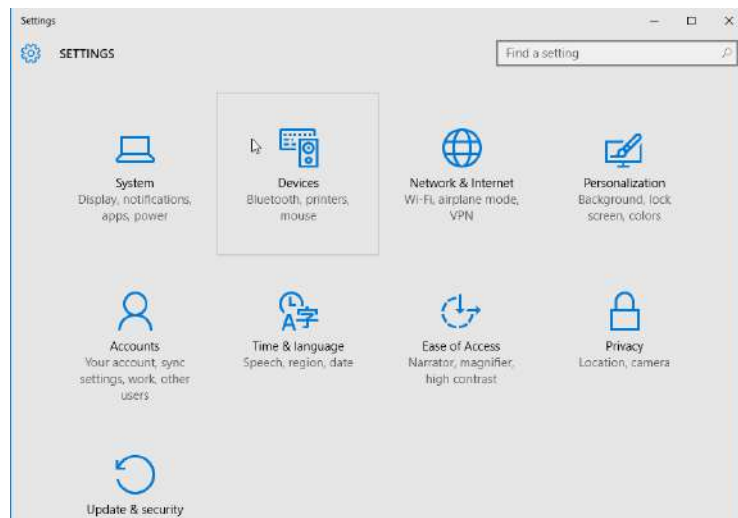 Settings
SETTINGS
Find a setting
System
Display, notifications,
apps, power
Devices
Bluetooth, printers,
mouse
Network & Internet
Wi-Fi, airplane mode,
VPN
Personalization
Background, lock
screen, colors
Accounts
Your account, sync
settings, work, other
users
Time & language
Speech, region, date
Ease of Access
Narrator, magnifier,
high contrast
Privacy
Location, camera
Update & security